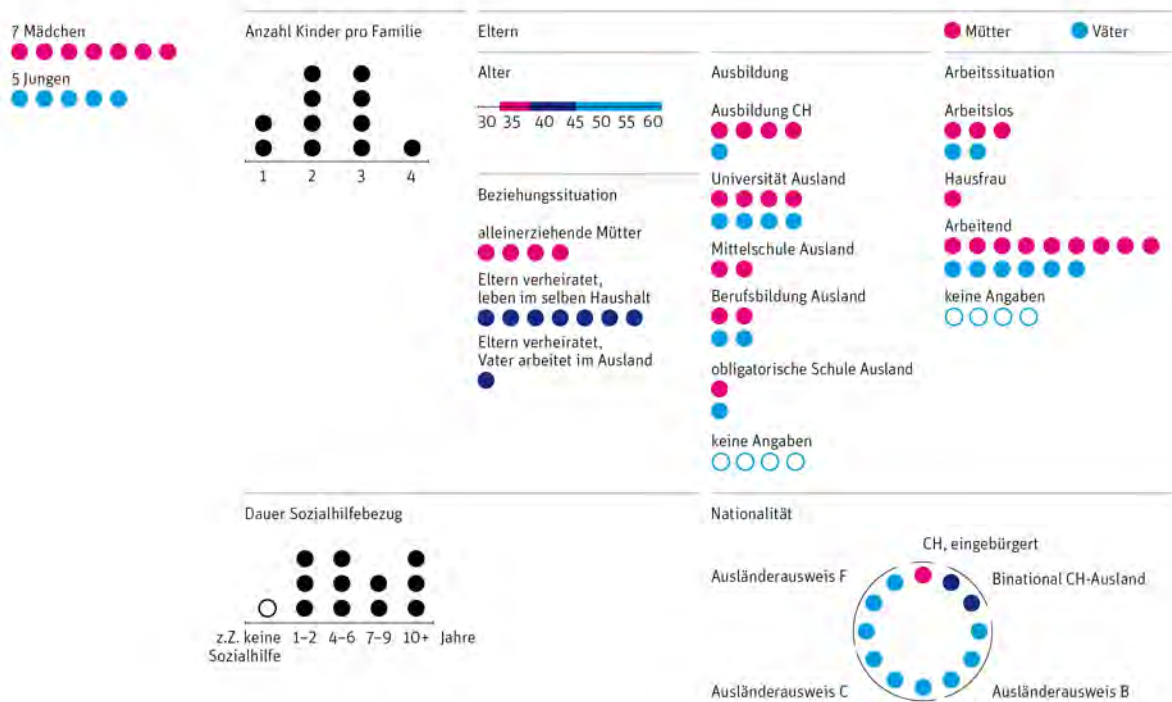 7 Mädchen
5 Jungen
Anzahl Kinder pro Familie
1 2 3 4
Eltern
Mütter Väter
Alter
30 35 40 45 50 55 60
Beziehungssituation
alleinerziehende Mütter
Eltern verheiratet,
leben im selben Haushalt
Eltern verheiratet,
Vater arbeitet im Ausland
Ausbildung
Ausbildung CH
Universität Ausland
Mittelschule Ausland
Berufsbildung Ausland
obligatorische Schule Ausland
keine Angaben
Arbeitssituation
Arbeitslos
Hausfrau
Arbeitend
keine Angaben
Dauer Sozialhilfebezug
z.Z. keine 1–2 4–6 7–9 10+ Jahre
Sozialhilfe
Nationalität
CH, eingebürgert
Ausländerausweis F
Binational CH-Ausland
Ausländerausweis C
Ausländerausweis B